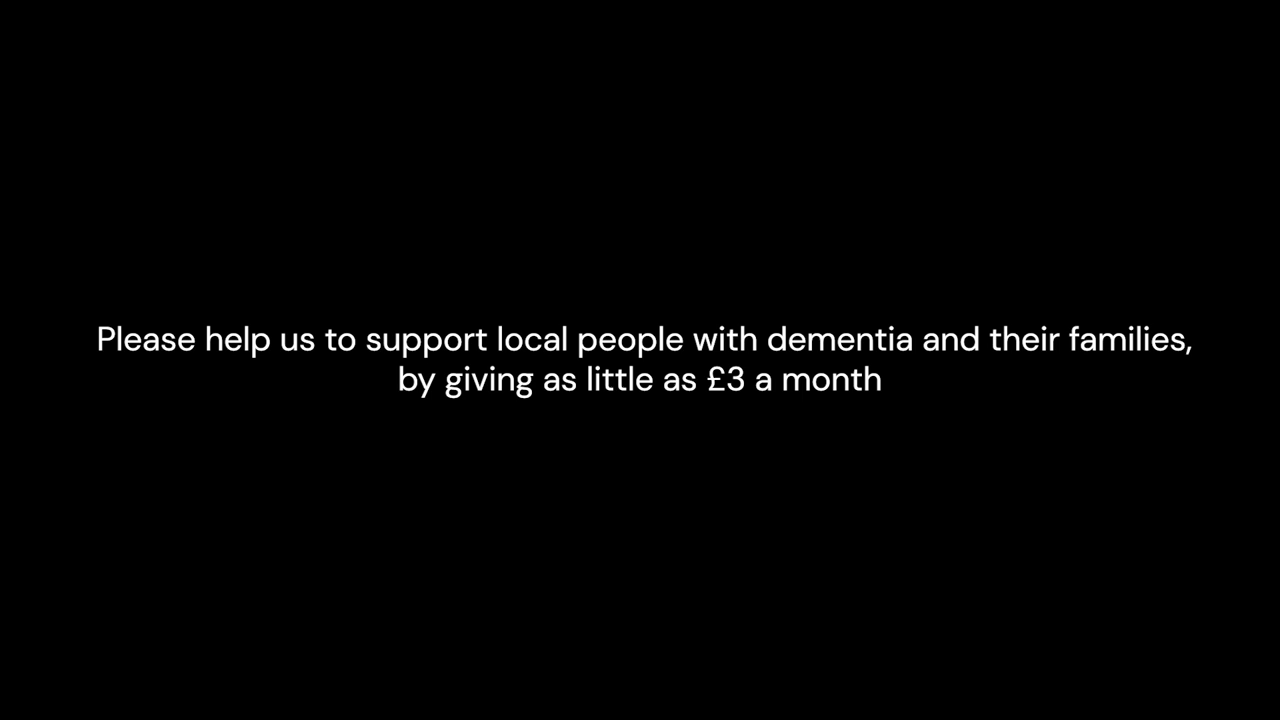 Please help us to support local people with dementia and their families,
by giving as little as £3 a month